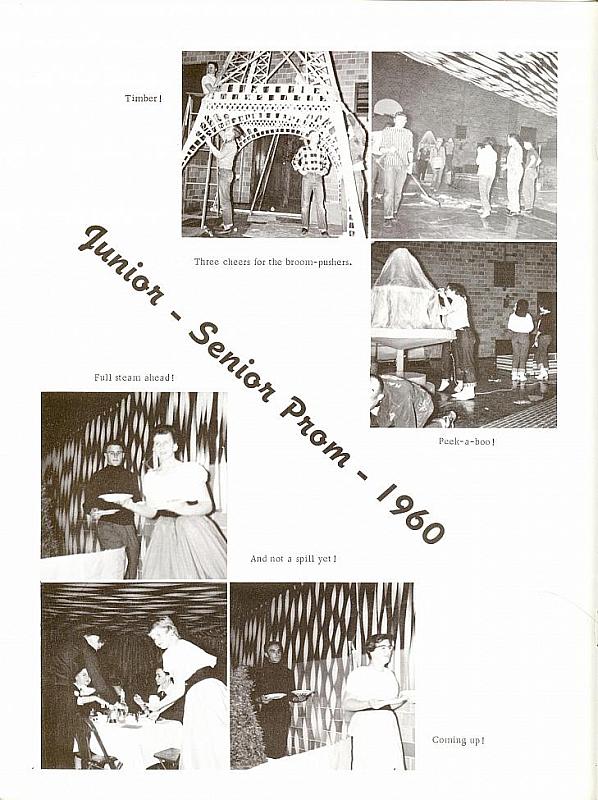 Timber!
Three cheers for the broom-pushers.
Junior - Senior Prom - 1960
Full steam ahead!
Peek-a-boo!
And not a spill yet!
Coming up!